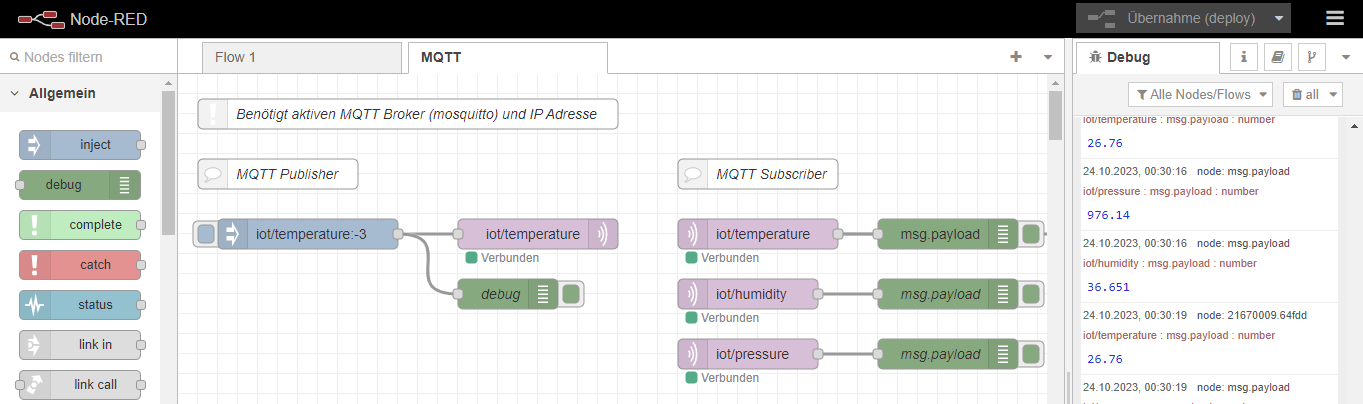 Node-RED
Übernahme (deploy)
Nodes filtern
Flow 1
MQTT
Debug
i
Allgemein
Alle Nodes/Flows
all
inject
debug
complete
catch
status
link in
link call
Benötigt aktiven MQTT Broker (mosquitto) und IP Adresse
MQTT Publisher
MQTT Subscriber
iot/temperature:-3
iot/temperature
Verbunden
debug
iot/temperature
msg.payload
Verbunden
iot/humidity
msg.payload
Verbunden
iot/pressure
msg.payload
Verbunden
iot/temperature : msg.payload : number
26.76
24.10.2023, 00:30:16 node: msg.payload
iot/pressure : msg.payload : number
976.14
24.10.2023, 00:30:16 node: msg.payload
iot/humidity : msg.payload : number
36.651
24.10.2023, 00:30:19 node: 21670009.64fdd
iot/temperature : msg.payload : number
26.76
24.10.2023, 00:30:19 node: msg.payload